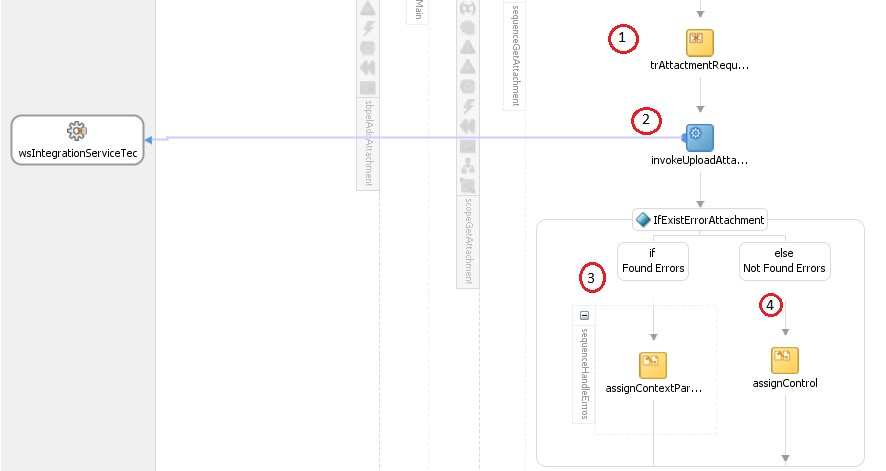 Main
sequenceGetAttachment
1
trAttactmentRequ...
2
wsIntegrationServiceTec
sbpelAddAttachment
invokeUploadAtta...
scopeGetAttachment
IfExistErrorAttachment
if
Found Errors
else
Not Found Errors
3
4
sequenceHandleErros
assignContextPar...
assignControl